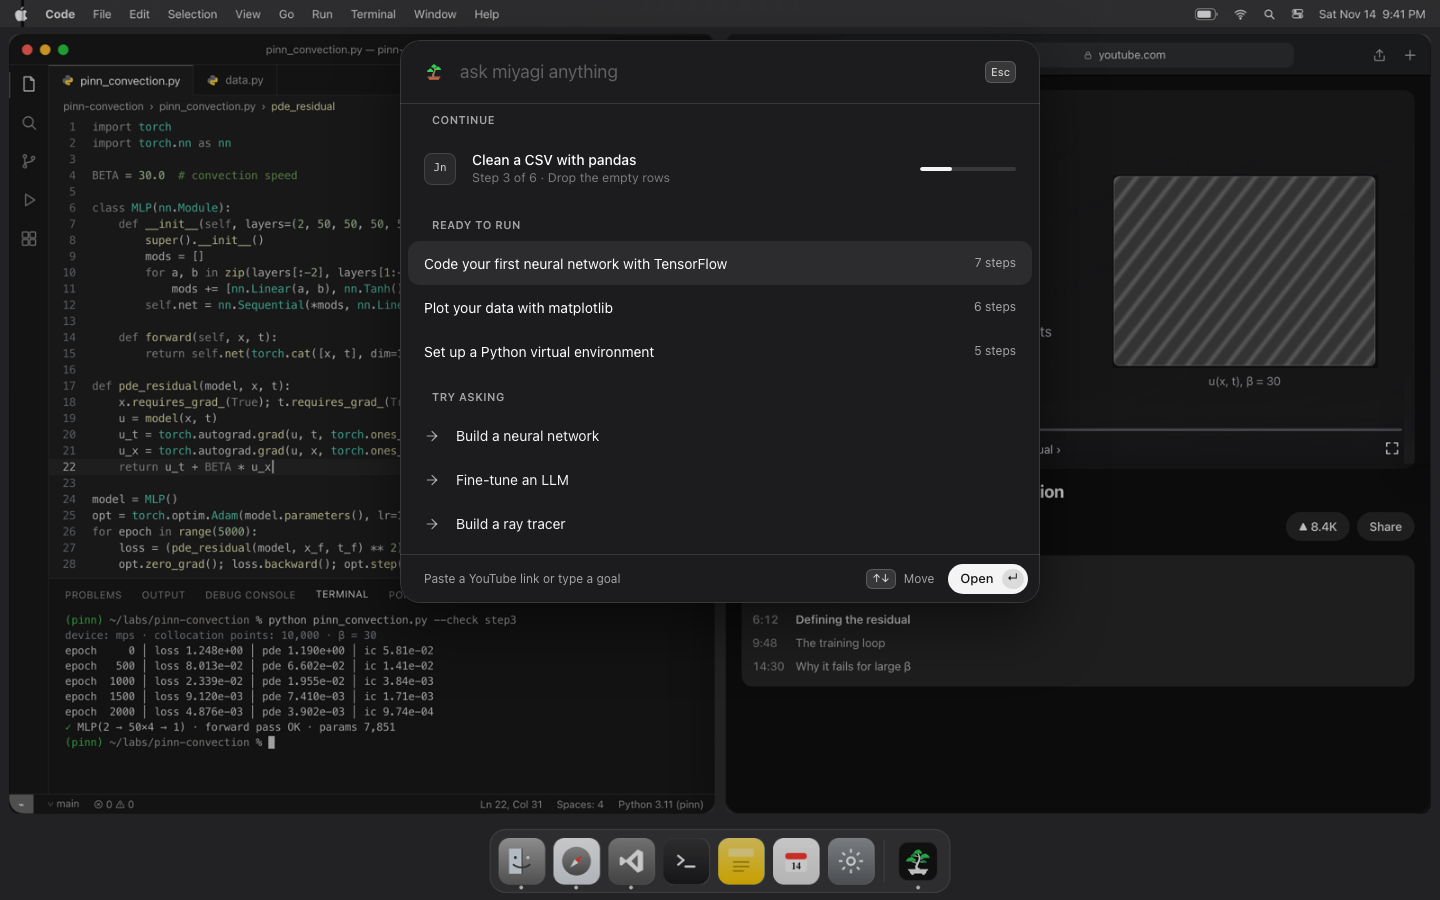 Code File Edit Selection View Go Run Terminal Window Help
Sat Nov 14 9:41 PM
pinn_convection.py — pinn-
pinn_convection.py
data.py
pinn-convection › pinn_convection.py › pde_residual
1 import torch
2 import torch.nn as nn
3
4 BETA = 30.0 # convection speed
5
6 class MLP(nn.Module):
7 def __init__(self, layers=(2, 50, 50, 50, 5
8 super().__init__()
9 mods = []
10 for a, b in zip(layers[:-2], layers[1:-
11 mods += [nn.Linear(a, b), nn.Tanh()
12 self.net = nn.Sequential(*mods, nn.Line
13
14 def forward(self, x, t):
15 return self.net(torch.cat([x, t], dim=1
16
17 def pde_residual(model, x, t):
18 x.requires_grad_(True); t.requires_grad_(Tr
19 u = model(x, t)
20 u_t = torch.autograd.grad(u, t, torch.ones_
21 u_x = torch.autograd.grad(u, x, torch.ones_
22 return u_t + BETA * u_x
23
24 model = MLP()
25 opt = torch.optim.Adam(model.parameters(), lr=1
26 for epoch in range(5000):
27 loss = (pde_residual(model, x_f, t_f) ** 2)
28 opt.zero_grad(); loss.backward(); opt.step(
PROBLEMS OUTPUT DEBUG CONSOLE TERMINAL PO
(pinn) ~/labs/pinn-convection % python pinn_convection.py --check step3
device: mps · collocation points: 10,000 · β = 30
epoch 0 | loss 1.248e+00 | pde 1.190e+00 | ic 5.81e-02
epoch 500 | loss 8.013e-02 | pde 6.602e-02 | ic 1.41e-02
epoch 1000 | loss 2.339e-02 | pde 1.955e-02 | ic 3.84e-03
epoch 1500 | loss 9.120e-03 | pde 7.410e-03 | ic 1.71e-03
epoch 2000 | loss 4.876e-03 | pde 3.902e-03 | ic 9.74e-04
✓ MLP(2 → 50×4 → 1) · forward pass OK · params 7,851
(pinn) ~/labs/pinn-convection %
main 0 0 Ln 22, Col 31 Spaces: 4 Python 3.11 (pinn)
ask miyagi anything
Esc
CONTINUE
Jn
Clean a CSV with pandas
Step 3 of 6 · Drop the empty rows
READY TO RUN
Code your first neural network with TensorFlow 7 steps
Plot your data with matplotlib 6 steps
Set up a Python virtual environment 5 steps
TRY ASKING
→ Build a neural network
→ Fine-tune an LLM
→ Build a ray tracer
Paste a YouTube link or type a goal
↑↓ Move
Open ↵
youtube.com
ts
u(x, t), β = 30
ual ›
ion
▲ 8.4K
Share
6:12 Defining the residual
9:48 The training loop
14:30 Why it fails for large β
14